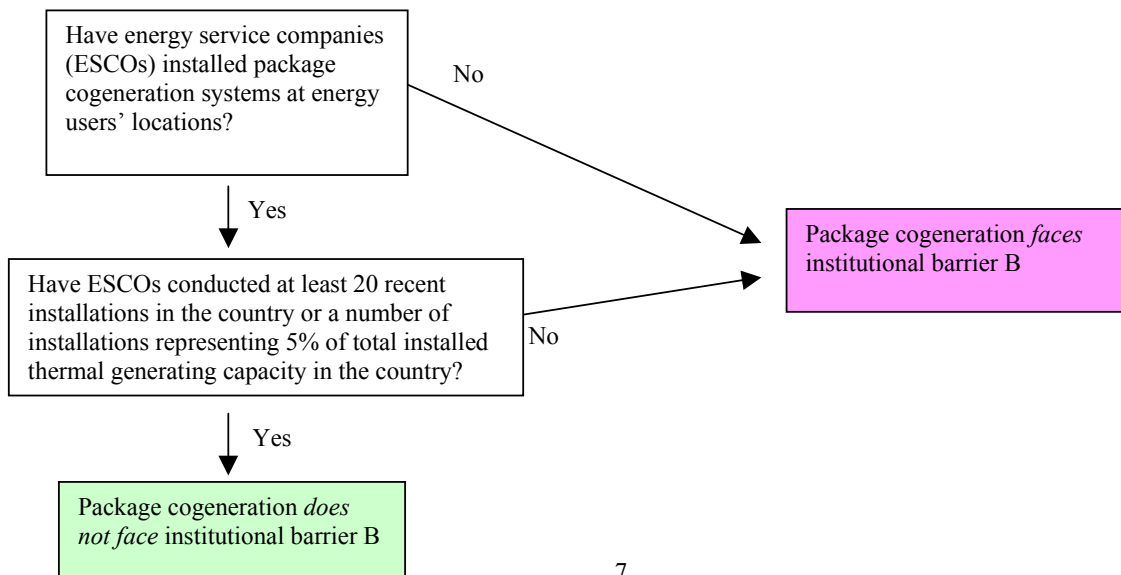 Have energy service companies
(ESCOs) installed package
cogeneration systems at energy
users’ locations?
No
Yes
Package cogeneration faces
institutional barrier B
Have ESCOs conducted at least 20 recent
installations in the country or a number of
installations representing 5% of total installed
thermal generating capacity in the country?
No
Yes
Package cogeneration does
not face institutional barrier B
7